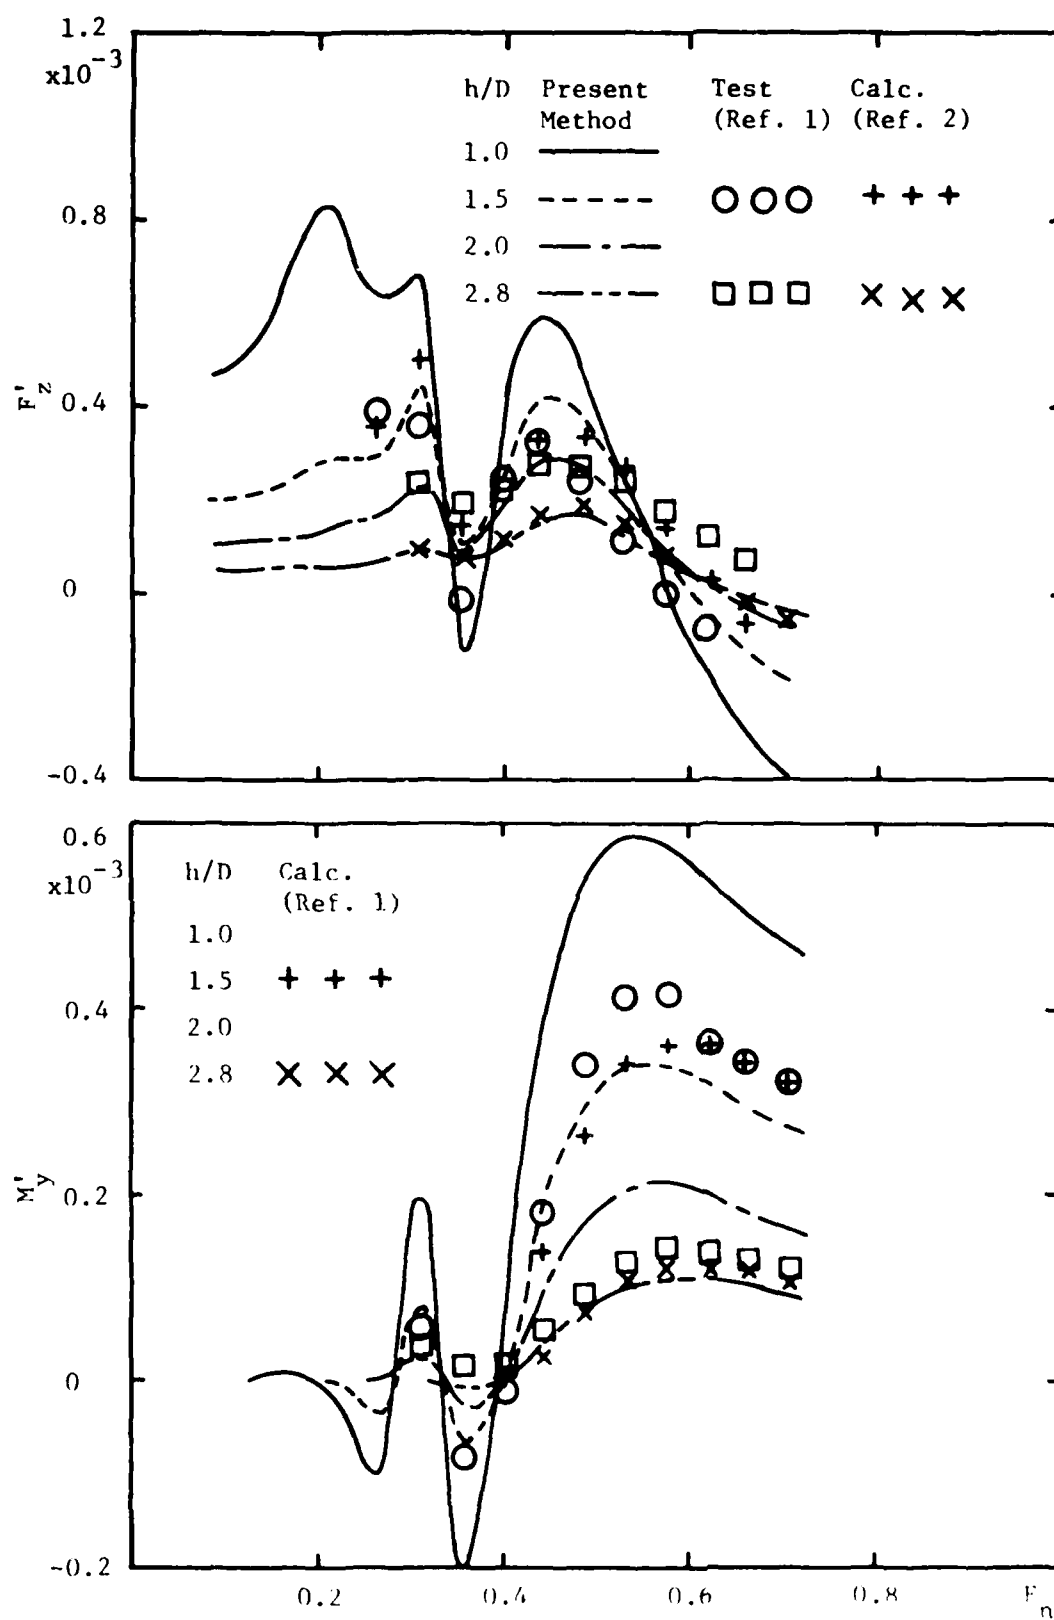 1.2
x10-3
h/D Present Test Calc.
Method (Ref. 1) (Ref. 2)
1.0
1.5
2.0
2.8
0.8
F'z 0.4
0
-0.4
0.6
x10-3
h/D Calc.
(Ref. 1)
1.0
1.5
2.0
2.8
0.4
M'y 0.2
0
-0.2
0.2 0.4 0.6 0.8 Fn